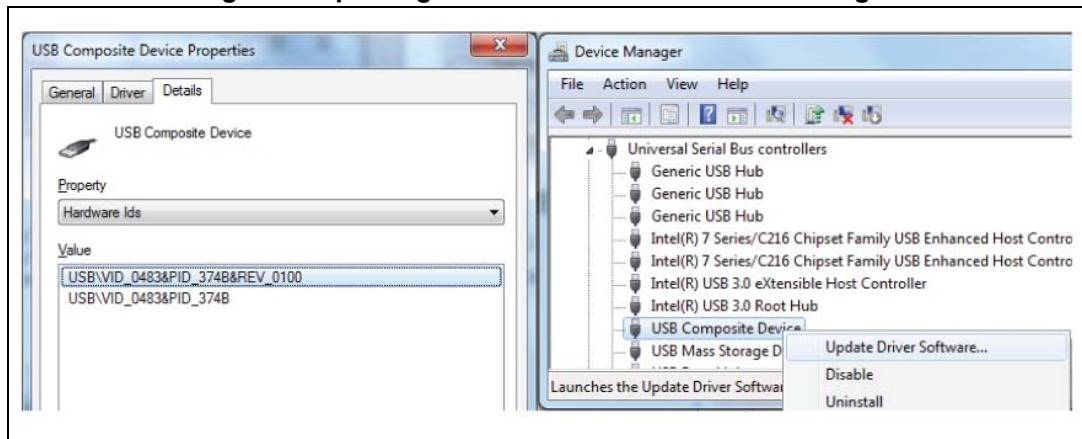 USB Composite Device Properties
General Driver Details
USB Composite Device
Property
Hardware Ids
Value
USB\VID_0483&PID_374B&REV_0100
USB\VID_0483&PID_374B
Device Manager
File Action View Help
Universal Serial Bus controllers
Generic USB Hub
Generic USB Hub
Generic USB Hub
Intel(R) 7 Series/C216 Chipset Family USB Enhanced Host Contro
Intel(R) 7 Series/C216 Chipset Family USB Enhanced Host Contro
Intel(R) USB 3.0 eXtensible Host Controller
Intel(R) USB 3.0 Root Hub
USB Composite Device
USB Mass Storage D
Launches the Update Driver Softwar
Update Driver Software...
Disable
Uninstall